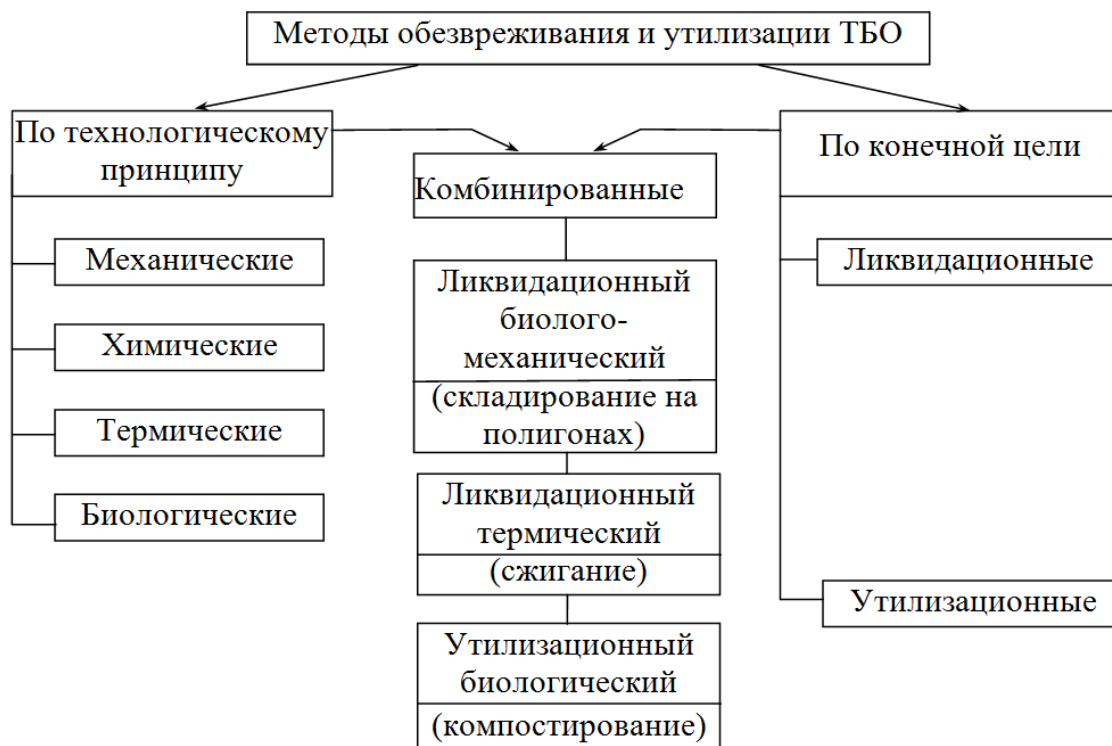 Методы обезвреживания и утилизации ТБО
По технологическому
принципу
Механические
Химические
Термические
Биологические
Комбинированные
Ликвидационный
биолого-
механический
(складирование на
полигонах)
Ликвидационный
термический
(сжигание)
Утилизационный
биологический
(компостирование)
По конечной цели
Ликвидационные
Утилизационные